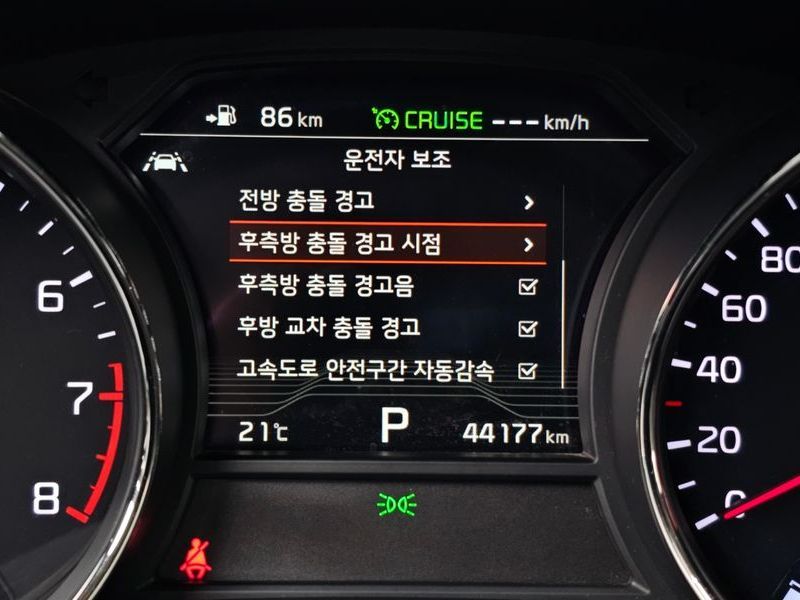 86 km CRUISE --- km/h
운전자 보조
전방 충돌 경고
후측방 충돌 경고 시점
후측방 충돌 경고음
후방 교차 충돌 경고
고속도로 안전구간 자동감속
21℃ P 44177 km
6
7
8
80
60
40
20
0